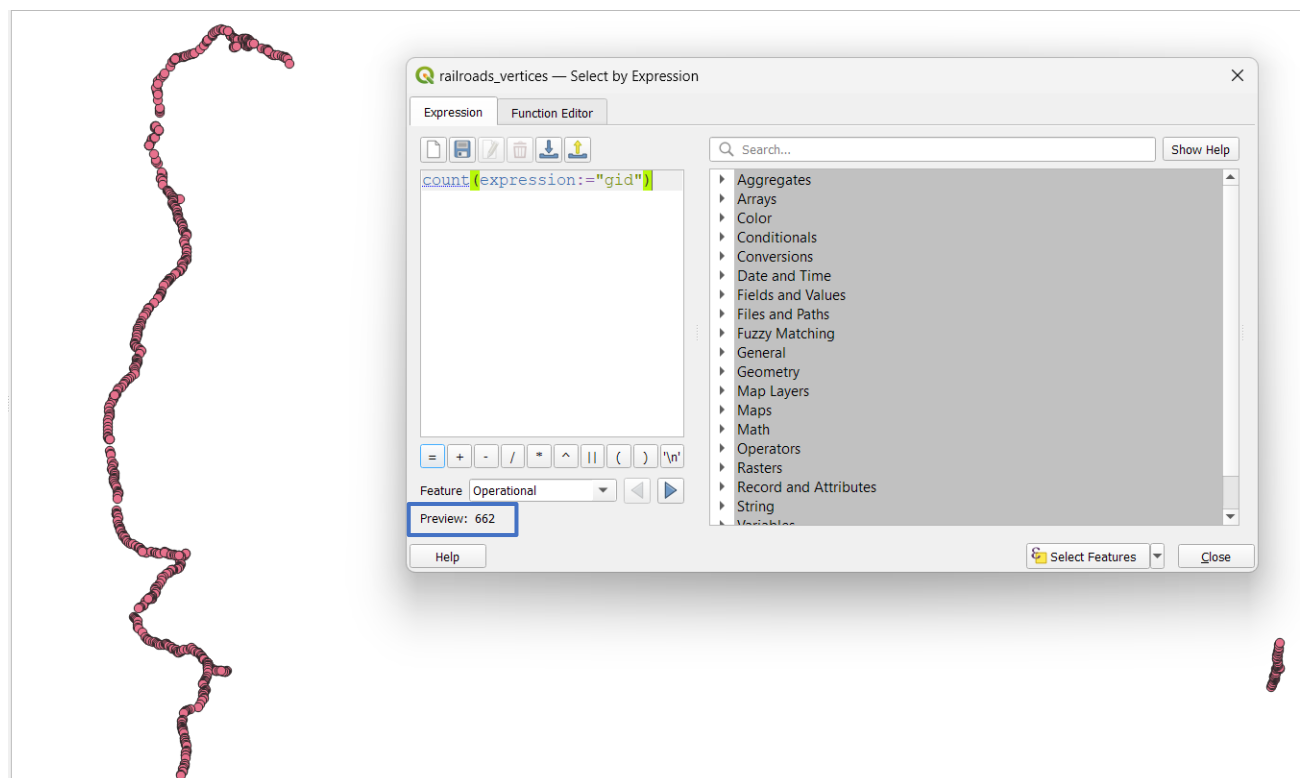 railroads_vertices — Select by Expression
Expression
Function Editor
Search...
Show Help
count(expression:="gid")
Aggregates
Arrays
Color
Conditionals
Conversions
Date and Time
Fields and Values
Files and Paths
Fuzzy Matching
General
Geometry
Map Layers
Maps
Math
Operators
Rasters
Record and Attributes
String
Variables
= + - / * ^ || ( ) '\n'
Feature Operational
Preview: 662
Help
ε Select Features
Close